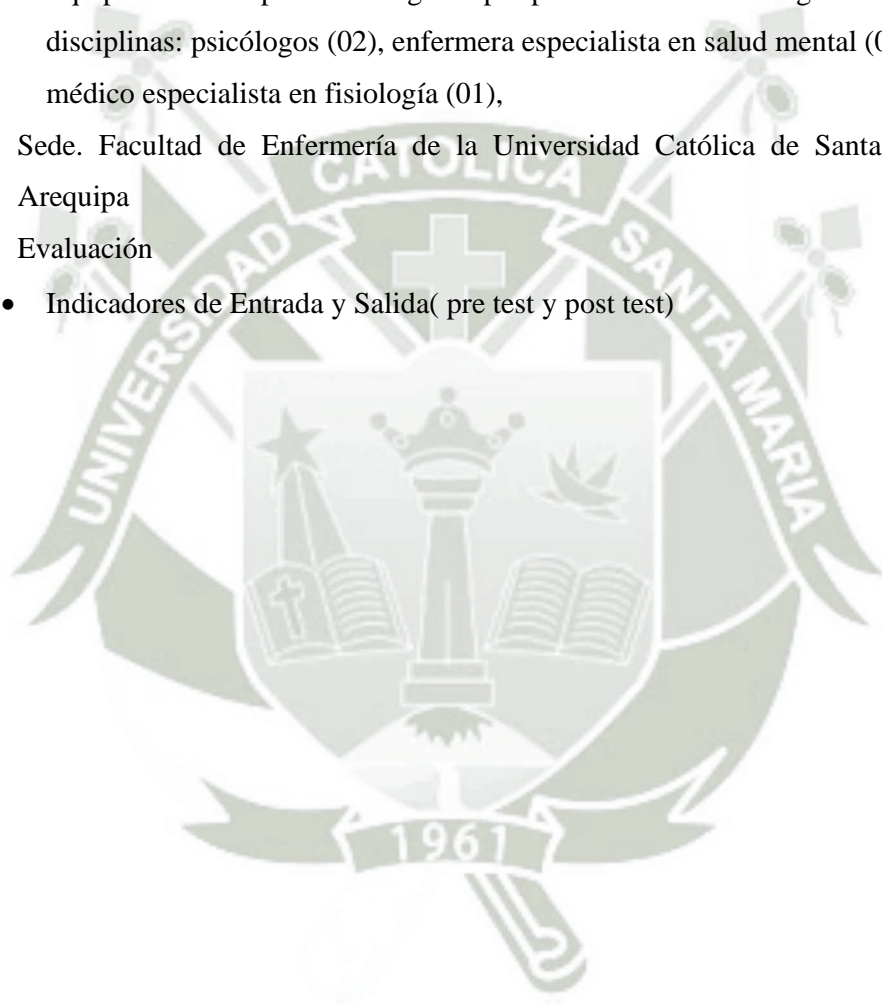 disciplinas: psicólogos (02), enfermera especialista en salud mental (0
médico especialista en fisiología (01),
Sede. Facultad de Enfermería de la Universidad Católica de Santa
Arequipa
Evaluación
• Indicadores de Entrada y Salida( pre test y post test)
UNIVERSIDAD CATOLICA SANTA MARIA
1961